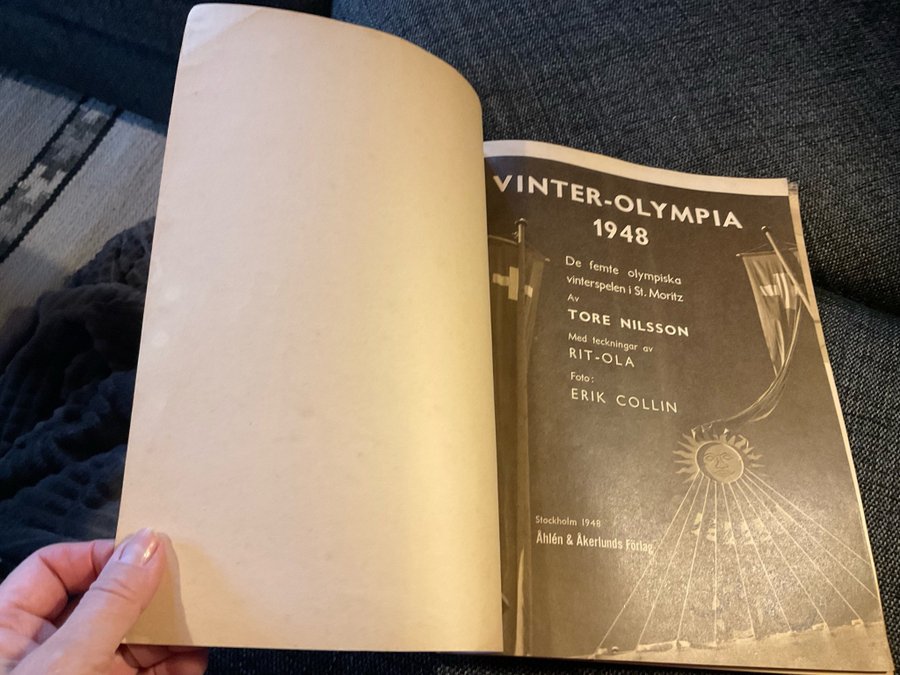 VINTER-OLYMPIA
1948
De femte olympiska
vinterspelen i St. Moritz
Av
TORE NILSSON
Med teckningar av
RIT-OLA
Foto:
ERIK COLLIN
Stockholm 1948
Åhlén & Åkerlunds Förlag